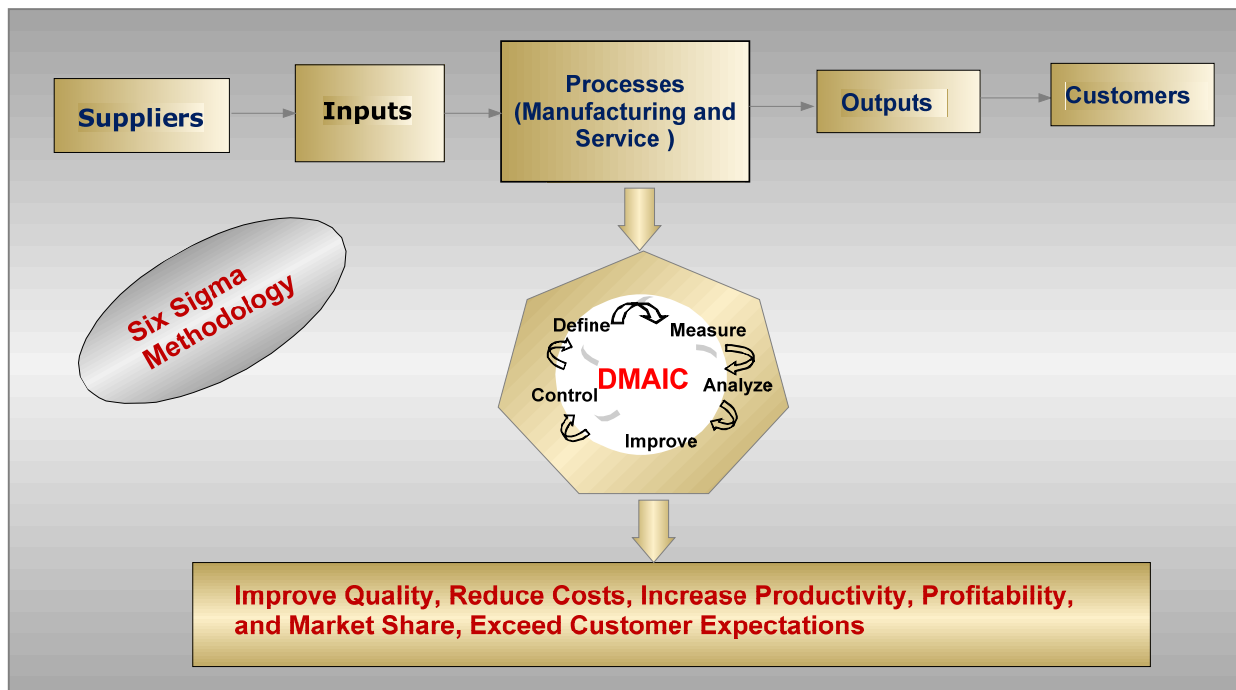 Suppliers
Inputs
Processes
(Manufacturing and
Service )
Outputs
Customers
Six Sigma
Methodology
Define
Measure
DMAIC
Analyze
Control
Improve
Improve Quality, Reduce Costs, Increase Productivity, Profitability,
and Market Share, Exceed Customer Expectations